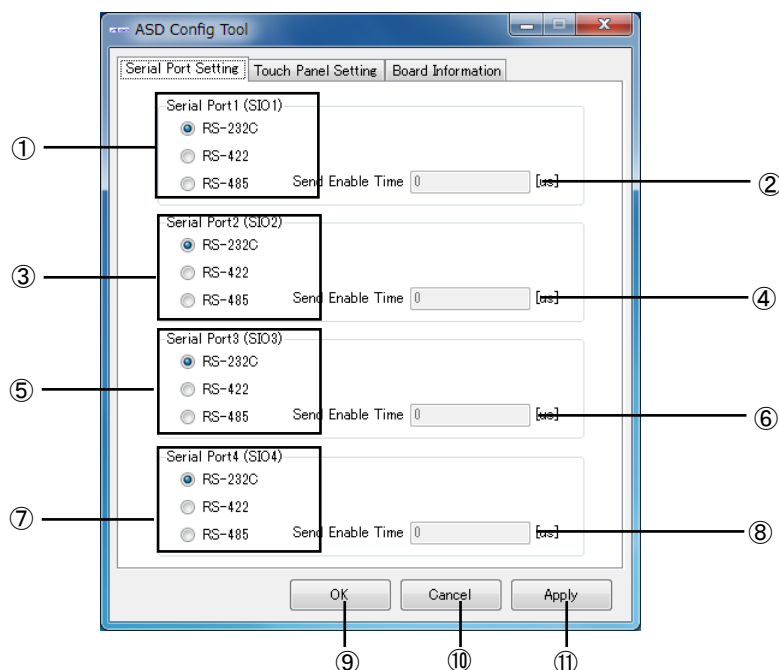 ASD Config Tool
Serial Port Setting Touch Panel Setting Board Information
Serial Port1 (SIO1)
RS-232C
① RS-422
RS-485 Send Enable Time 0 [us] ②
Serial Port2 (SIO2)
RS-232C
③ RS-422
RS-485 Send Enable Time 0 [us] ④
Serial Port3 (SIO3)
RS-232C
⑤ RS-422
RS-485 Send Enable Time 0 [us] ⑥
Serial Port4 (SIO4)
RS-232C
⑦ RS-422
RS-485 Send Enable Time 0 [us] ⑧
OK Cancel Apply
⑨ ⑩ ⑪